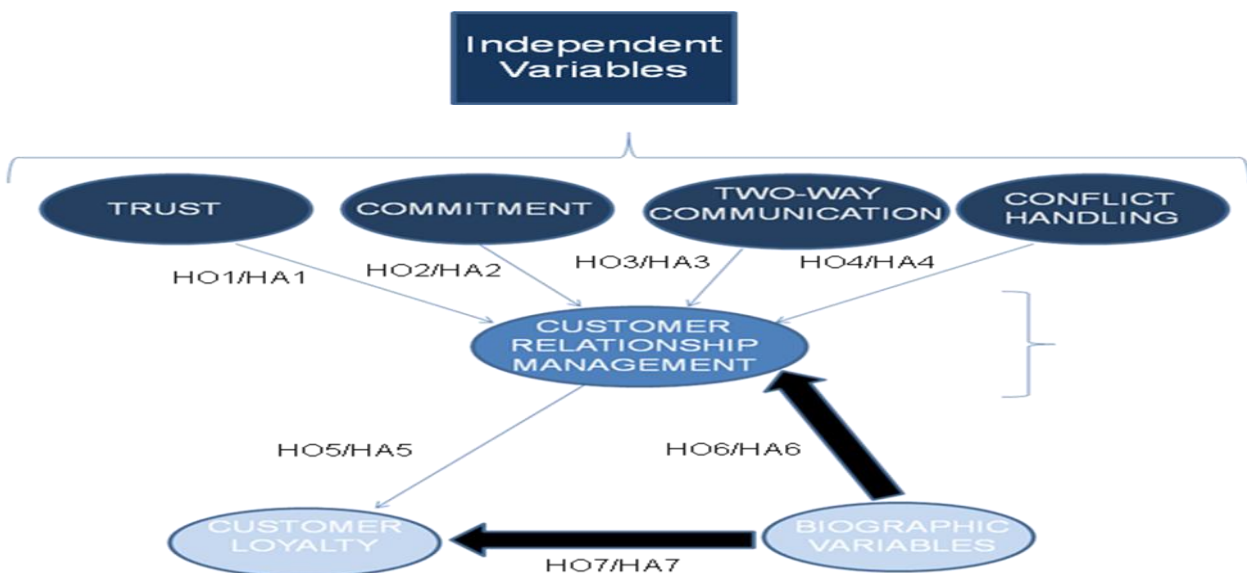 Independent
Variables
TRUST
COMMITMENT
TWO-WAY
COMMUNICATION
CONFLICT
HANDLING
HO1/HA1
HO2/HA2
HO3/HA3
HO4/HA4
CUSTOMER
RELATIONSHIP
MANAGEMENT
HO5/HA5
HO6/HA6
CUSTOMER
LOYALTY
BIOGRAPHIC
VARIABLES
HO7/HA7